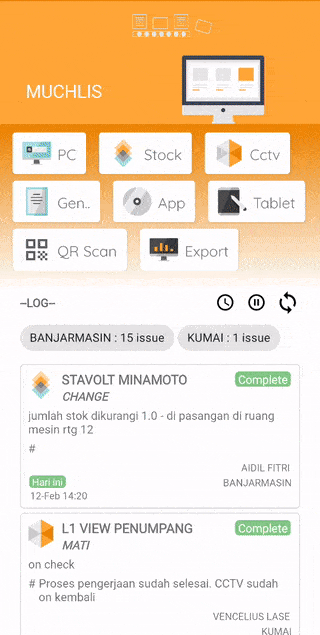 MUCHLIS
PC
Stock
Cctv
Gen..
App
Tablet
QR Scan
Export
--LOG--
BANJARMASIN : 15 issue
KUMAI : 1 issue
STAVOLT MINAMOTO
Complete
CHANGE
jumlah stok dikurangi 1.0 - di pasangan di ruang
mesin rtg 12
#
AIDIL FITRI
Hari ini
BANJARMASIN
12-Feb 14:20
L1 VIEW PENUMPANG
Complete
MATI
on check
# Proses pengerjaan sudah selesai. CCTV sudah
on kembali
VENCELIUS LASE
KUMAI